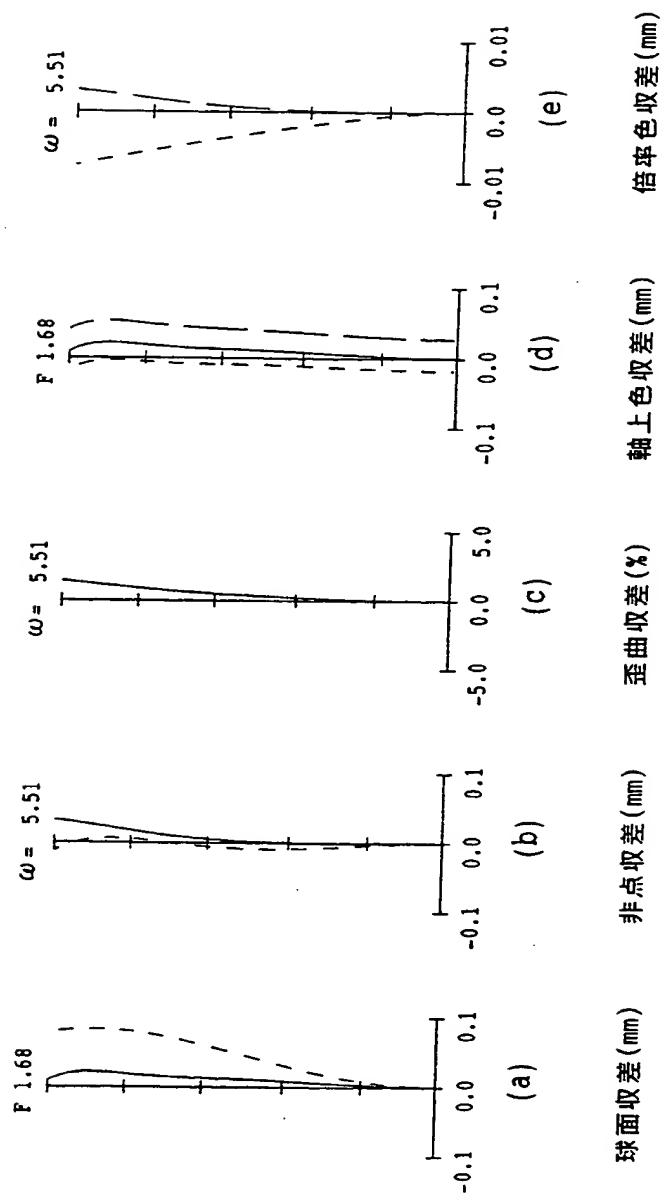 F 1.68
-0.1 0.0 0.1
(a)
球面収差(mm)
ω= 5.51
-0.1 0.0 0.1
(b)
非点収差(mm)
ω= 5.51
-5.0 0.0 5.0
(c)
歪曲収差(%)
F 1.68
-0.1 0.0 0.1
(d)
軸上色収差(mm)
ω= 5.51
-0.01 0.0 0.01
(e)
倍率色収差(mm)